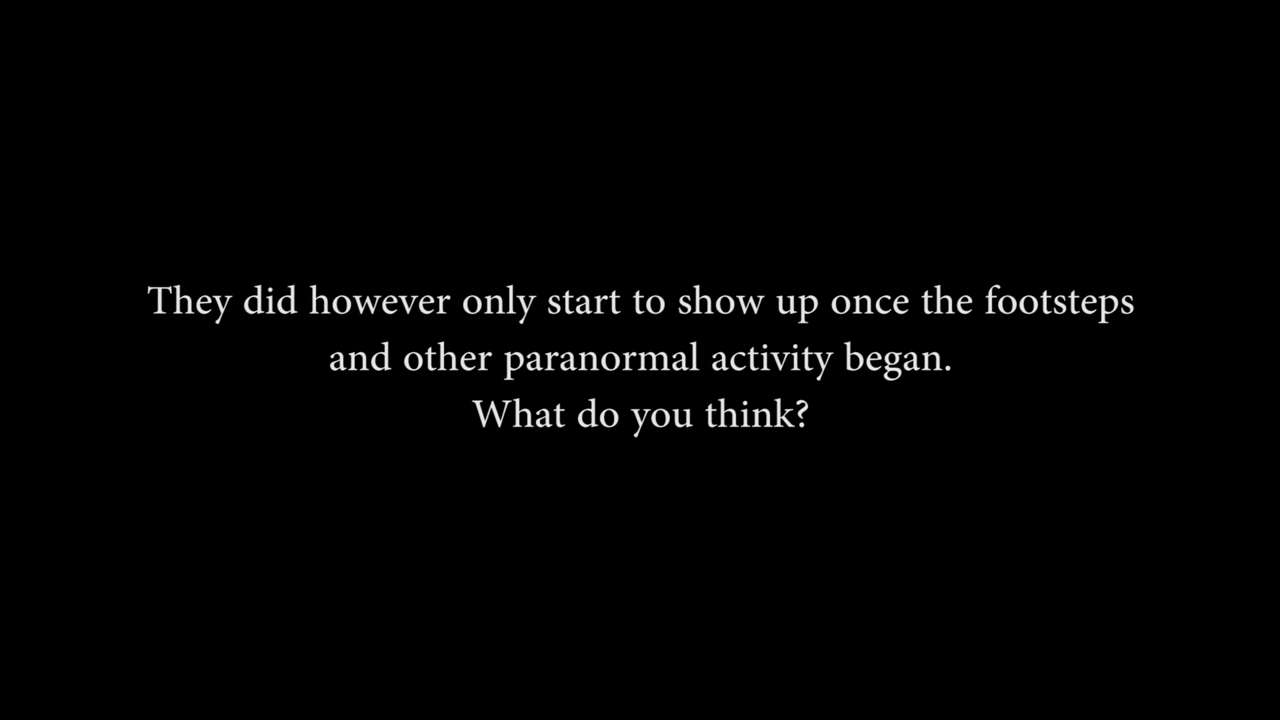 They did however only start to show up once the footsteps
and other paranormal activity began.
What do you think?